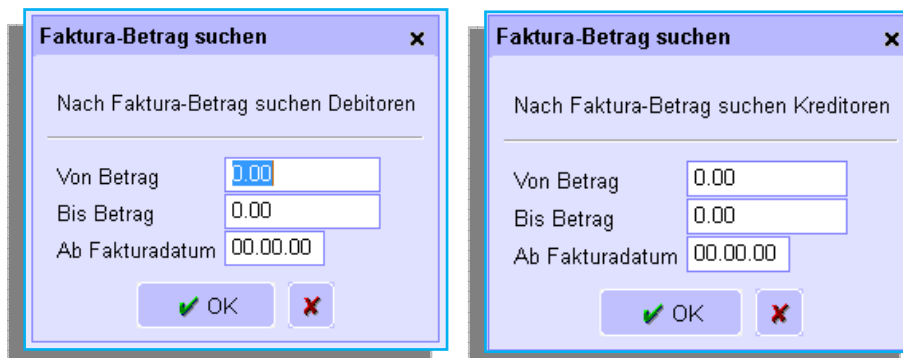 Faktura-Betrag suchen
Nach Faktura-Betrag suchen Debitoren
Von Betrag 0.00
Bis Betrag 0.00
Ab Fakturadatum 00.00.00
OK
Faktura-Betrag suchen
Nach Faktura-Betrag suchen Kreditoren
Von Betrag 0.00
Bis Betrag 0.00
Ab Fakturadatum 00.00.00
OK